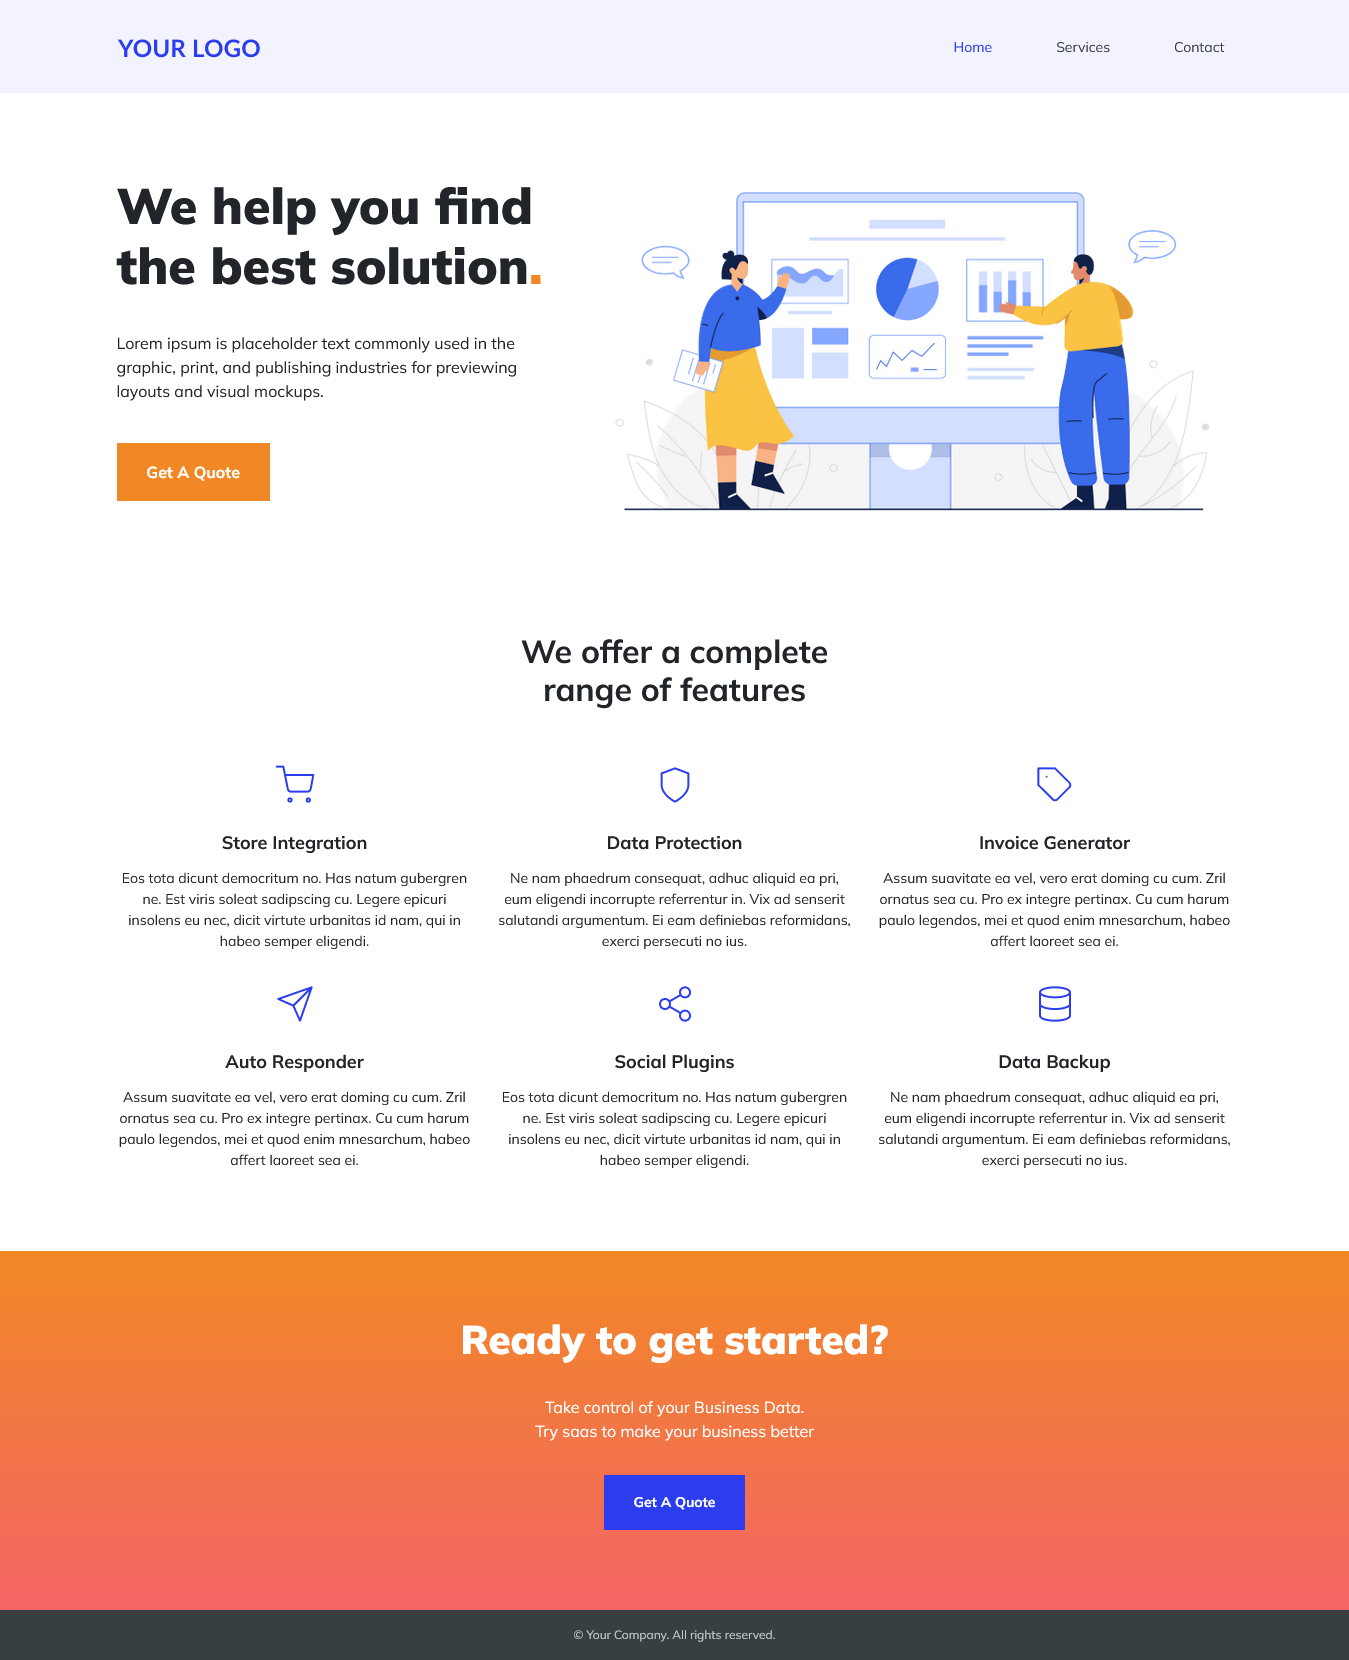 YOUR LOGO
Home
Services
Contact
We help you find
the best solution.
Lorem ipsum is placeholder text commonly used in the
graphic, print, and publishing industries for previewing
layouts and visual mockups.
Get A Quote
We offer a complete
range of features
Store Integration
Eos tota dicunt democritum no. Has natum gubergren
ne. Est viris soleat sadipscing cu. Legere epicuri
insolens eu nec, dicit virtute urbanitas id nam, qui in
habeo semper eligendi.
Data Protection
Ne nam phaedrum consequat, adhuc aliquid ea pri,
eum eligendi incorrupte referrentur in. Vix ad senserit
salutandi argumentum. Ei eam definiebas reformidans,
exerci persecuti no ius.
Invoice Generator
Assum suavitate ea vel, vero erat doming cu cum. Zril
ornatus sea cu. Pro ex integre pertinax. Cu cum harum
paulo legendos, mei et quod enim mnesarchum, habeo
affert laoreet sea ei.
Auto Responder
Assum suavitate ea vel, vero erat doming cu cum. Zril
ornatus sea cu. Pro ex integre pertinax. Cu cum harum
paulo legendos, mei et quod enim mnesarchum, habeo
affert laoreet sea ei.
Social Plugins
Eos tota dicunt democritum no. Has natum gubergren
ne. Est viris soleat sadipscing cu. Legere epicuri
insolens eu nec, dicit virtute urbanitas id nam, qui in
habeo semper eligendi.
Data Backup
Ne nam phaedrum consequat, adhuc aliquid ea pri,
eum eligendi incorrupte referrentur in. Vix ad senserit
salutandi argumentum. Ei eam definiebas reformidans,
exerci persecuti no ius.
Ready to get started?
Take control of your Business Data.
Try saas to make your business better
Get A Quote
© Your Company. All rights reserved.